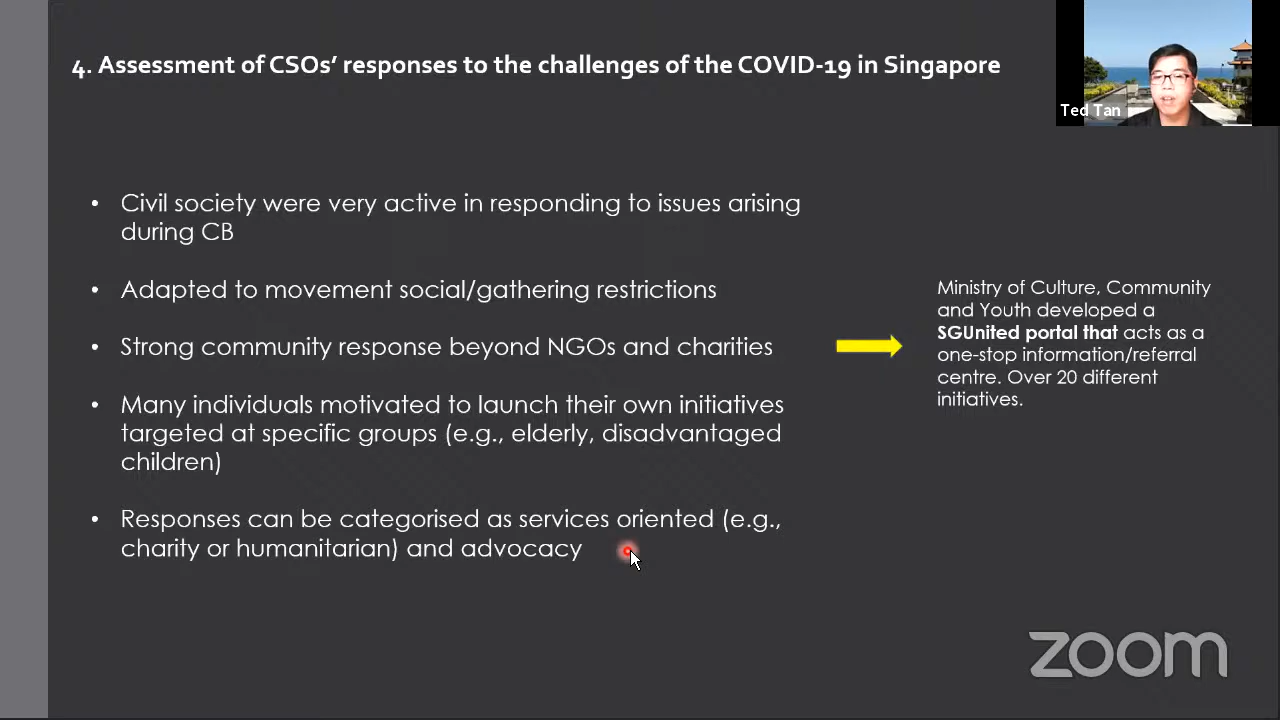 4. Assessment of CSOs’ responses to the challenges of the COVID-19 in Singapore
Ted Tan
• Civil society were very active in responding to issues arising
during CB
• Adapted to movement social/gathering restrictions
• Strong community response beyond NGOs and charities
• Many individuals motivated to launch their own initiatives
targeted at specific groups (e.g., elderly, disadvantaged
children)
• Responses can be categorised as services oriented (e.g.,
charity or humanitarian) and advocacy
Ministry of Culture, Community
and Youth developed a
SGUnited portal that acts as a
one-stop information/referral
centre. Over 20 different
initiatives.
zoom